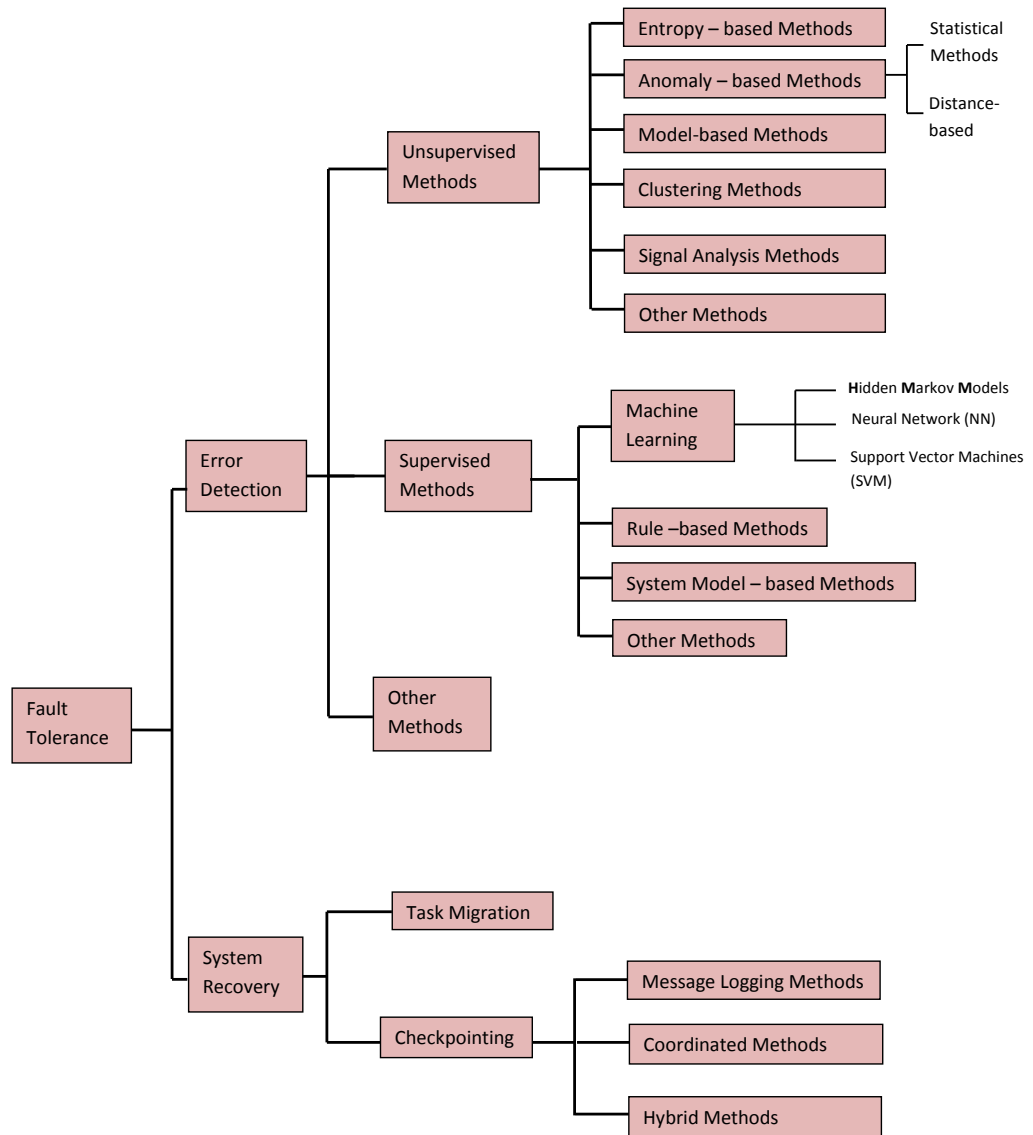 Entropy – based Methods
Statistical
Methods
Anomaly – based Methods
Distance-
based
Model-based Methods
Unsupervised
Methods
Clustering Methods
Signal Analysis Methods
Other Methods
Hidden Markov Models
Machine
Learning
Neural Network (NN)
Support Vector Machines
(SVM)
Error
Detection
Supervised
Methods
Rule –based Methods
System Model – based Methods
Other Methods
Other
Methods
Fault
Tolerance
Task Migration
System
Recovery
Message Logging Methods
Checkpointing
Coordinated Methods
Hybrid Methods